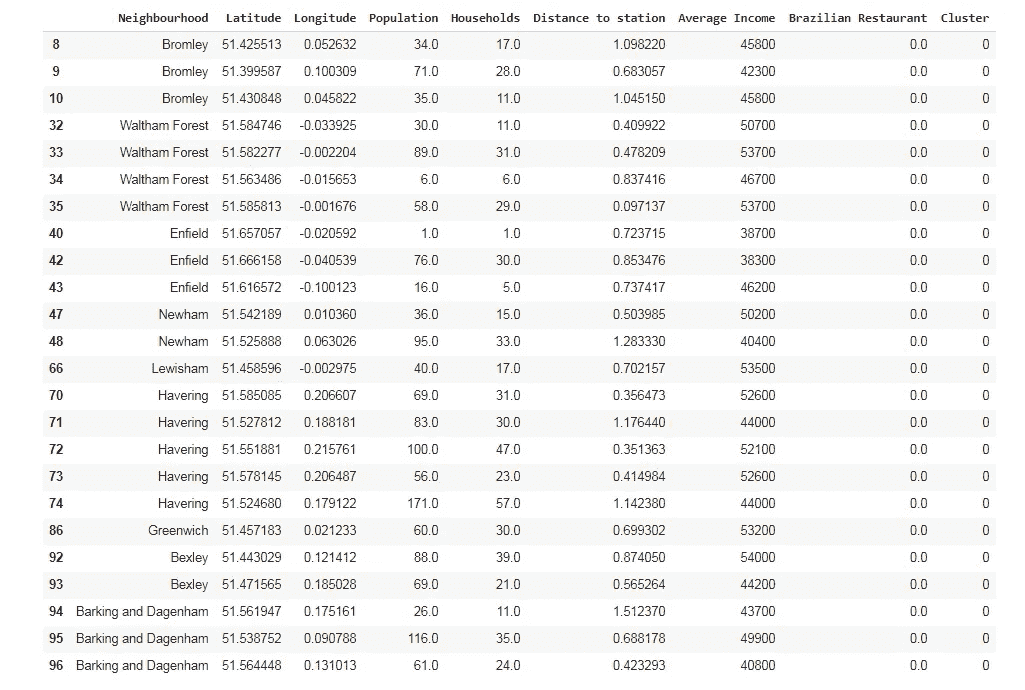 Neighbourhood Latitude Longitude Population Households Distance to station Average Income Brazilian Restaurant Cluster
8 Bromley 51.425513 0.052632 34.0 17.0 1.098220 45800 0.0 0
9 Bromley 51.399587 0.100309 71.0 28.0 0.683057 42300 0.0 0
10 Bromley 51.430848 0.045822 35.0 11.0 1.045150 45800 0.0 0
32 Waltham Forest 51.584746 -0.033925 30.0 11.0 0.409922 50700 0.0 0
33 Waltham Forest 51.582277 -0.002204 89.0 31.0 0.478209 53700 0.0 0
34 Waltham Forest 51.563486 -0.015653 6.0 6.0 0.837416 46700 0.0 0
35 Waltham Forest 51.585813 -0.001676 58.0 29.0 0.097137 53700 0.0 0
40 Enfield 51.657057 -0.020592 1.0 1.0 0.723715 38700 0.0 0
42 Enfield 51.666158 -0.040539 76.0 30.0 0.853476 38300 0.0 0
43 Enfield 51.616572 -0.100123 16.0 5.0 0.737417 46200 0.0 0
47 Newham 51.542189 0.010360 36.0 15.0 0.503985 50200 0.0 0
48 Newham 51.525888 0.063026 95.0 33.0 1.283330 40400 0.0 0
66 Lewisham 51.458596 -0.002975 40.0 17.0 0.702157 53500 0.0 0
70 Havering 51.585085 0.206607 69.0 31.0 0.356473 52600 0.0 0
71 Havering 51.527812 0.188181 83.0 30.0 1.176440 44000 0.0 0
72 Havering 51.551881 0.215761 100.0 47.0 0.351363 52100 0.0 0
73 Havering 51.578145 0.206487 56.0 23.0 0.414984 52600 0.0 0
74 Havering 51.524680 0.179122 171.0 57.0 1.142380 44000 0.0 0
86 Greenwich 51.457183 0.021233 60.0 30.0 0.699302 53200 0.0 0
92 Bexley 51.443029 0.121412 88.0 39.0 0.874050 54000 0.0 0
93 Bexley 51.471565 0.185028 69.0 21.0 0.565264 44200 0.0 0
94 Barking and Dagenham 51.561947 0.175161 26.0 11.0 1.512370 43700 0.0 0
95 Barking and Dagenham 51.538752 0.090788 116.0 35.0 0.688178 49900 0.0 0
96 Barking and Dagenham 51.564448 0.131013 61.0 24.0 0.423293 40800 0.0 0